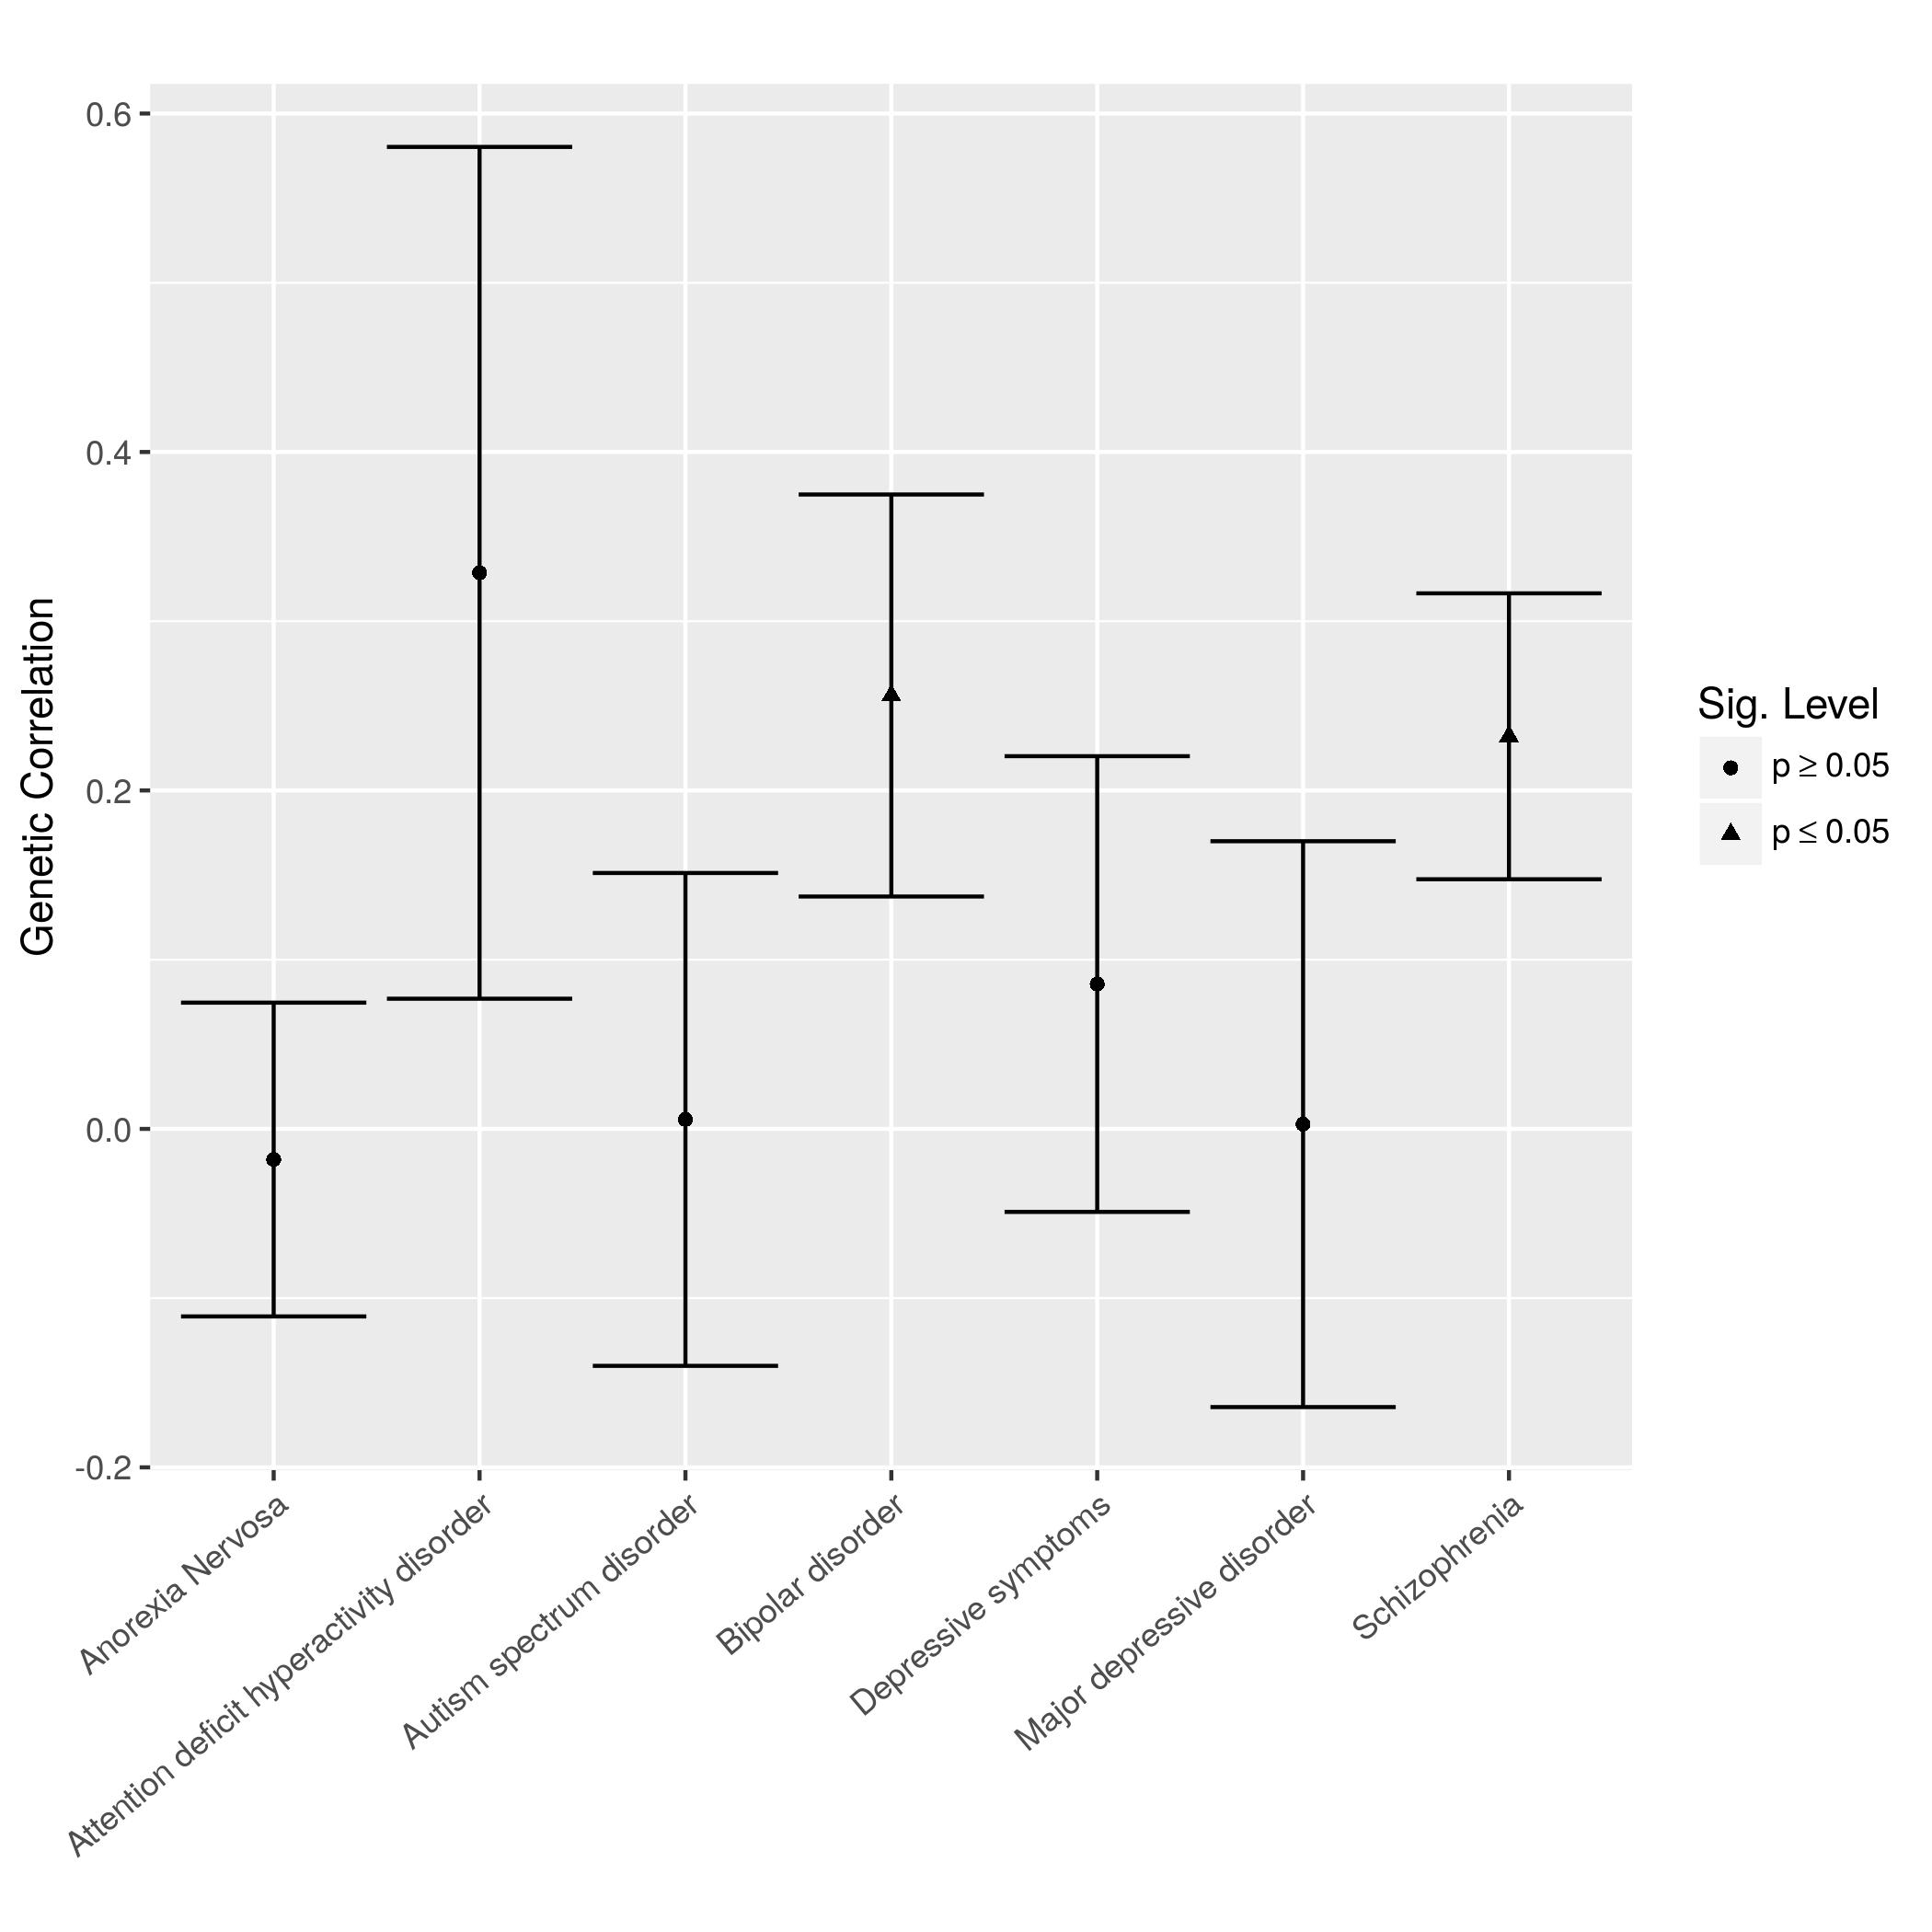 Genetic Correlation
0.6
0.4
0.2
0.0
-0.2
Anorexia Nervosa
Attention deficit hyperactivity disorder
Autism spectrum disorder
Bipolar disorder
Depressive symptoms
Major depressive disorder
Schizophrenia
Sig. Level
p ≥ 0.05
p ≤ 0.05